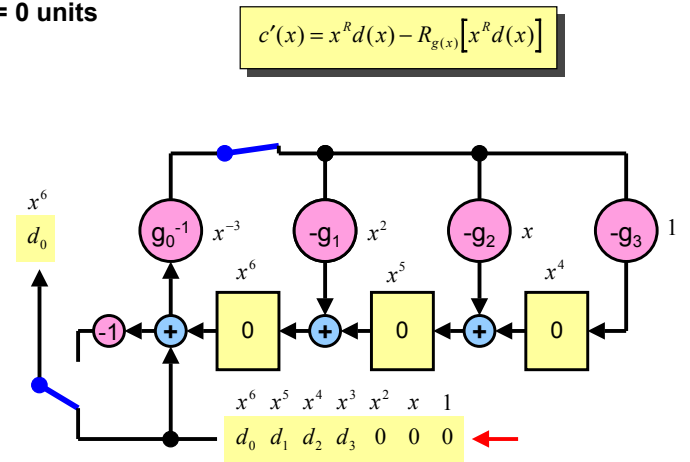 = 0 units
c′(x) = x^R d(x) − R_{g(x)}[x^R d(x)]
x^6
d_0
g_0^{-1} x^{-3} -g_1 x^2 -g_2 x -g_3 1
x^6 x^5 x^4
-1 + 0 + 0 + 0
x^6 x^5 x^4 x^3 x^2 x 1
d_0 d_1 d_2 d_3 0 0 0